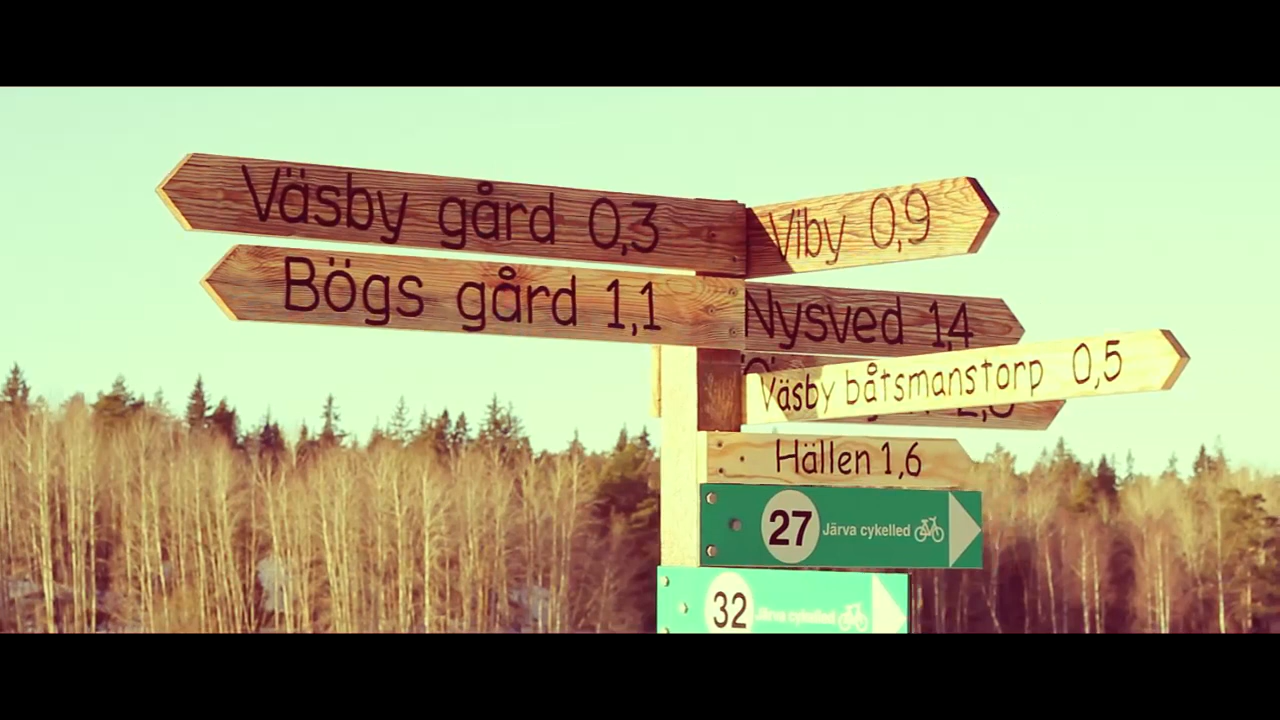 Väsby gård 0,3
Viby 0,9
Bögs gård 1,1
Nysved 1,4
Väsby båtsmanstorp 0,5
Hällen 1,6
27 Järva cykelled
32 Järva cykelled